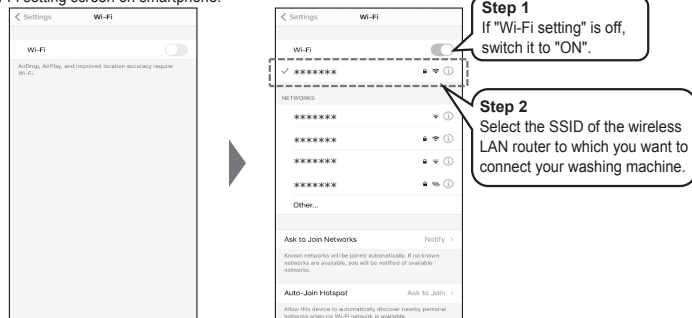 setting screen on smartphone.
Settings
Wi-Fi
Wi-Fi
AirDrop, AirPlay, and improved location accuracy require
Wi-Fi.
Settings
Wi-Fi
Wi-Fi
*******
NETWORKS
*******
*******
*******
*******
Other...
Ask to Join Networks
Notify
Known networks will be joined automatically. If no known
networks are available, you will be notified of available
networks.
Auto-Join Hotspot
Ask to Join
Allow this device to automatically discover nearby personal
hotspots when no Wi-Fi network is available.
Step 1
If "Wi-Fi setting" is off,
switch it to "ON".
Step 2
Select the SSID of the wireless
LAN router to which you want to
connect your washing machine.